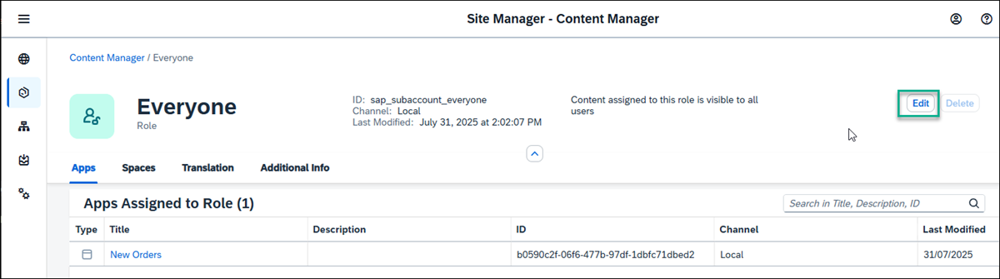 Site Manager - Content Manager
Content Manager / Everyone
Everyone
Role
ID: sap_subaccount_everyone
Channel: Local
Last Modified: July 31, 2025 at 2:02:07 PM
Content assigned to this role is visible to all
users
Edit
Delete
Apps
Spaces
Translation
Additional Info
Apps Assigned to Role (1)
Search in Title, Description, ID
Type Title Description ID Channel Last Modified
New Orders b0590c2f-06f6-477b-97df-1dbfc71dbed2 Local 31/07/2025